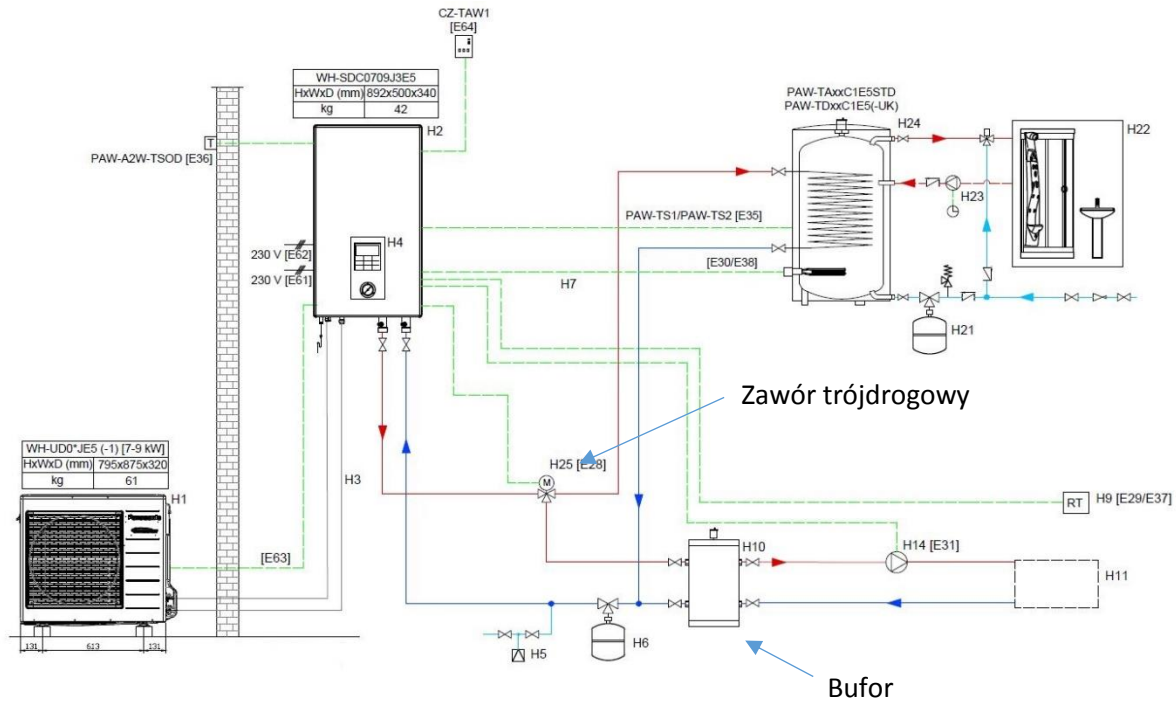 CZ-TAW1
[E64]
WH-SDC0709J3E5
HxWxD (mm) 892x500x340
kg 42
H2
PAW-TAxxC1E5STD
PAW-TDxxC1E5(-UK)
H24
H22
T
PAW-A2W-TSOD [E36]
H23
PAW-TS1/PAW-TS2 [E35]
H4
230 V [E62]
[E30/E38]
230 V [E61]
H7
H21
Zawór trójdrogowy
WH-UD0*JE5 (-1) [7-9 kW]
HxWxD (mm) 795x875x320
kg 61
H25 [E28]
M
H3
H1
Panasonic
RT H9 [E29/E37]
H10
H14 [E31]
[E63]
H11
H6
H5
131 613 131
Bufor